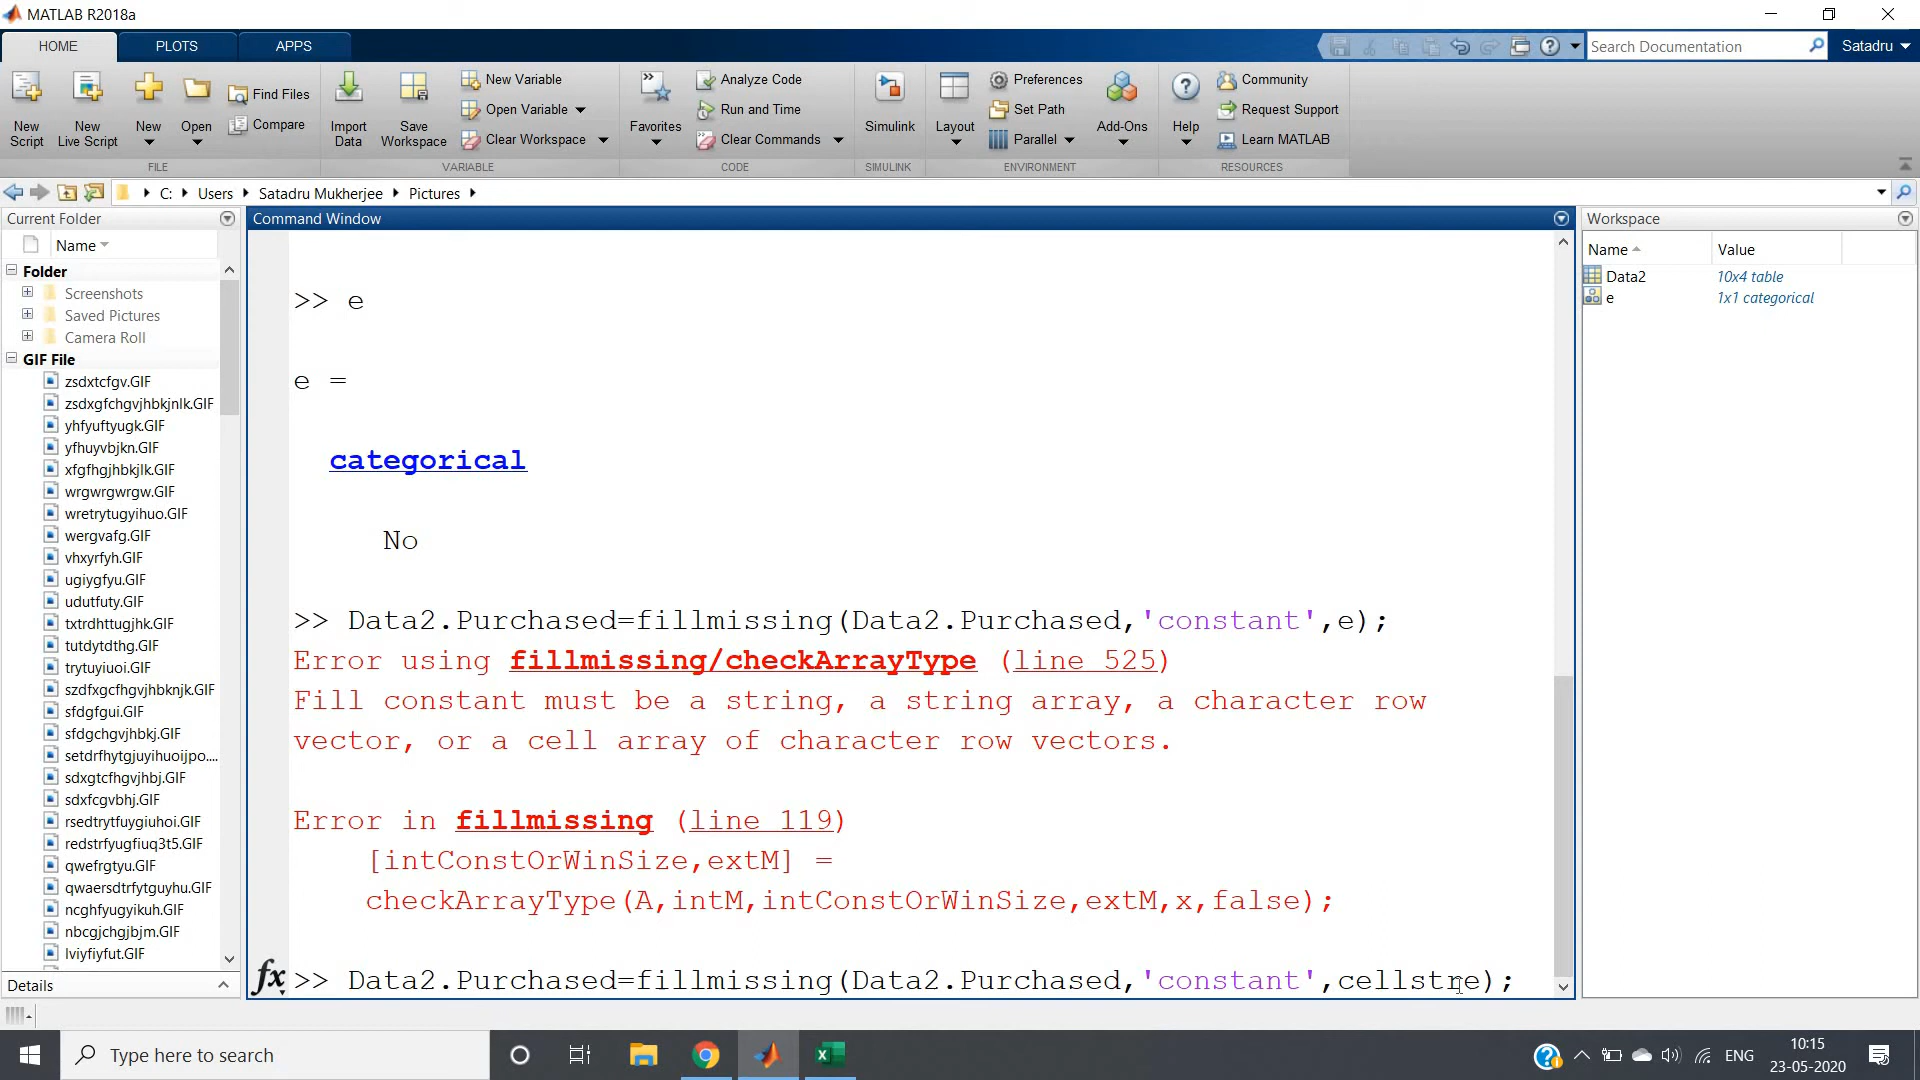 MATLAB R2018a
HOME PLOTS APPS
Search Documentation Satadru
New Script
New Live Script
New
Open
Find Files
Compare
FILE
Import Data
Save Workspace
New Variable
Open Variable
Clear Workspace
VARIABLE
Favorites
Analyze Code
Run and Time
Clear Commands
CODE
Simulink
SIMULINK
Layout
Preferences
Set Path
Parallel
Add-Ons
ENVIRONMENT
Help
Community
Request Support
Learn MATLAB
RESOURCES
C: Users Satadru Mukherjee Pictures
Current Folder
Name
Folder
Screenshots
Saved Pictures
Camera Roll
GIF File
zsdxtcfgv.GIF
zsdxgfchgvjhbkjnlk.GIF
yhfyuftyugk.GIF
yfhuyvbjkn.GIF
xfgfhgjhbkjlk.GIF
wrgwrgwrgw.GIF
wretrytugyihuo.GIF
wergvafg.GIF
vhxyrfyh.GIF
ugiygfyu.GIF
udutfuty.GIF
txtrdhttugjhk.GIF
tutdytdthg.GIF
trytuyiuoi.GIF
szdfxgcfhgvjhbknjk.GIF
sfdgfgui.GIF
sfdgchgvjhbkj.GIF
setdrfhytgjuyihuoijpo....
sdxgtcfhgvjhbj.GIF
sdxfcgvbhj.GIF
rsedtrytfuygiuhoi.GIF
redstrfyugfiuq3t5.GIF
qwefrgtyu.GIF
qwaersdtrfytguyhu.GIF
ncghfyugyikuh.GIF
nbcgjchgjbjm.GIF
lviyfiyfut.GIF
Details
Command Window
>> e
e =
categorical
No
>> Data2.Purchased=fillmissing(Data2.Purchased,'constant',e);
Error using fillmissing/checkArrayType (line 525)
Fill constant must be a string, a string array, a character row
vector, or a cell array of character row vectors.
Error in fillmissing (line 119)
[intConstOrWinSize,extM] =
checkArrayType(A,intM,intConstOrWinSize,extM,x,false);
fx >> Data2.Purchased=fillmissing(Data2.Purchased,'constant',cellstre);
Workspace
Name Value
Data2 10x4 table
e 1x1 categorical
Type here to search
ENG
10:15
23-05-2020